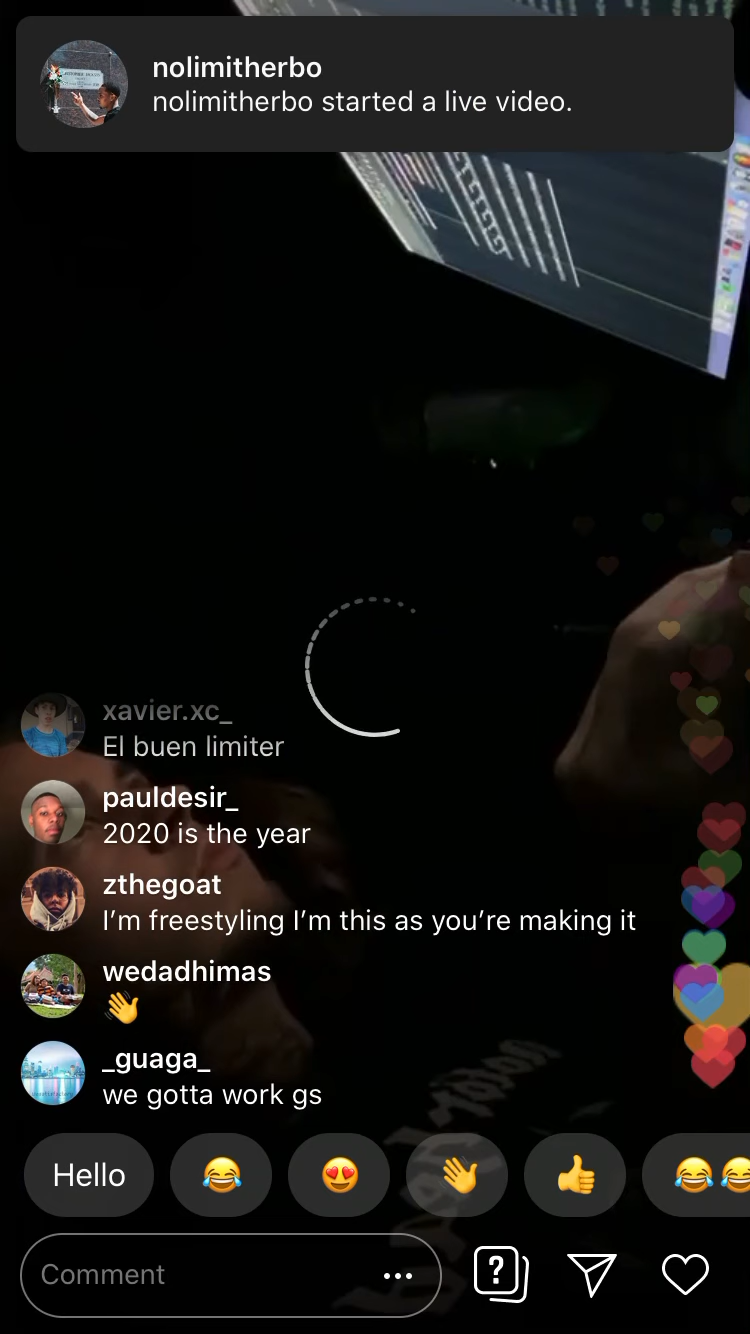 nolimitherbo
nolimitherbo started a live video.
xavier.xc_
El buen limiter
pauldesir_
2020 is the year
zthegoat
I’m freestyling I’m this as you’re making it
wedadhimas
👋
_guaga_
we gotta work gs
Hello 😂 😍 👋 👍 😂😂
Comment